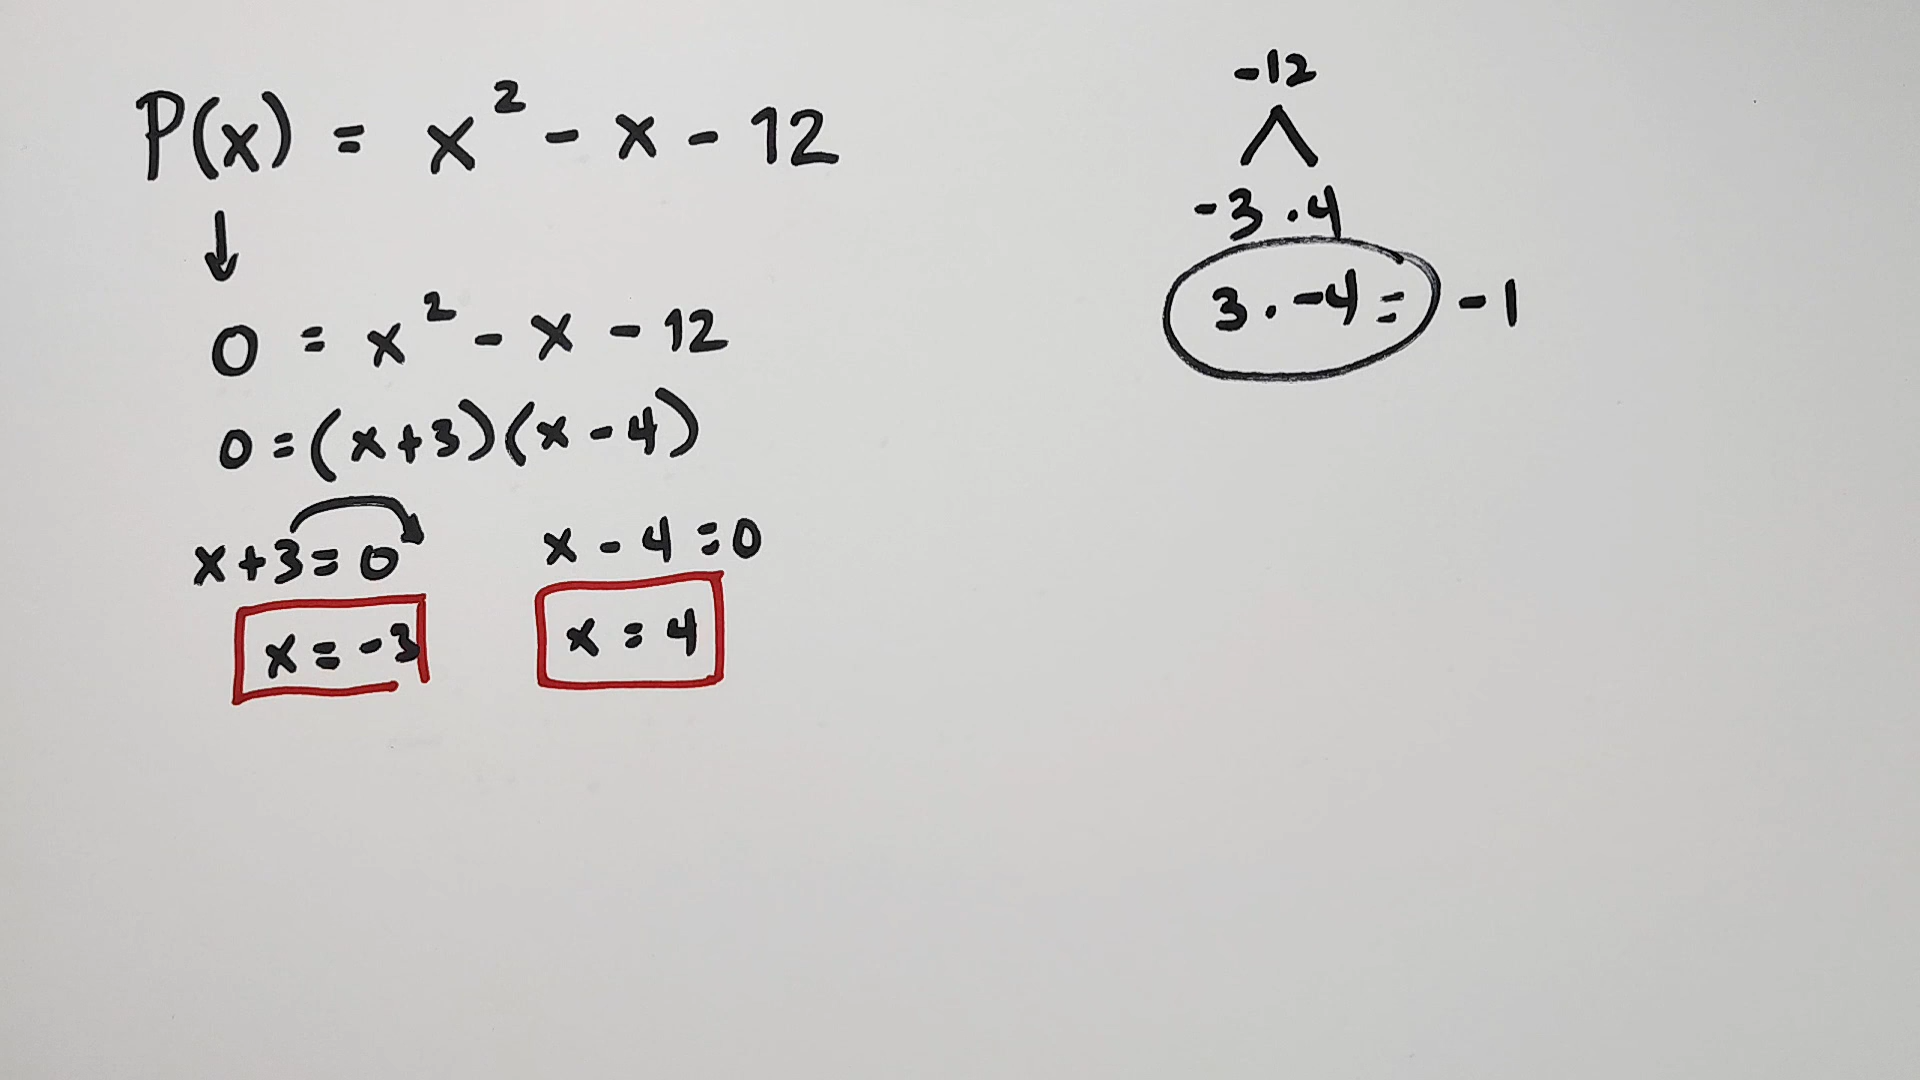 P(x) = x² - x - 12
0 = x² - x - 12
0 = (x+3)(x-4)
x+3=0
x-4=0
x=-3
x=4
-12
-3 . 4
3 . -4 = -1